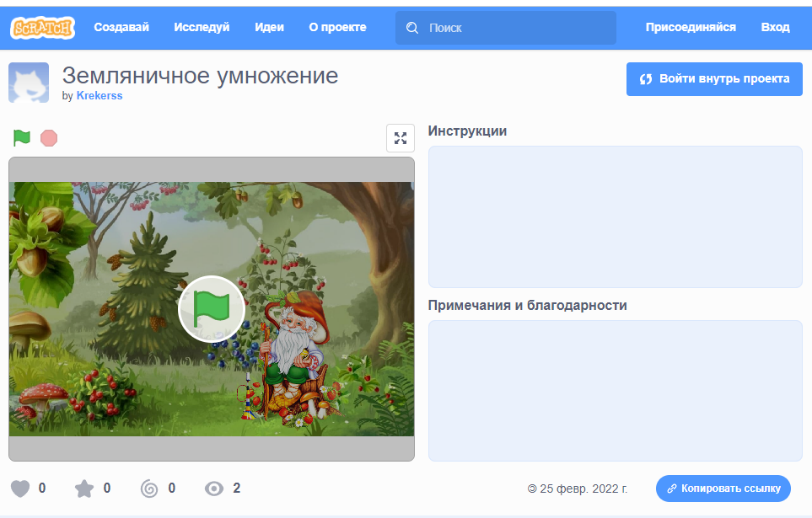 SCRATCH Создавай Исследуй Идеи О проекте Поиск Присоединяйся Вход
Земляничное умножение
by Krekerss
Войти внутрь проекта
Инструкции
Примечания и благодарности
0 0 0 2
© 25 февр. 2022 г.
Копировать ссылку